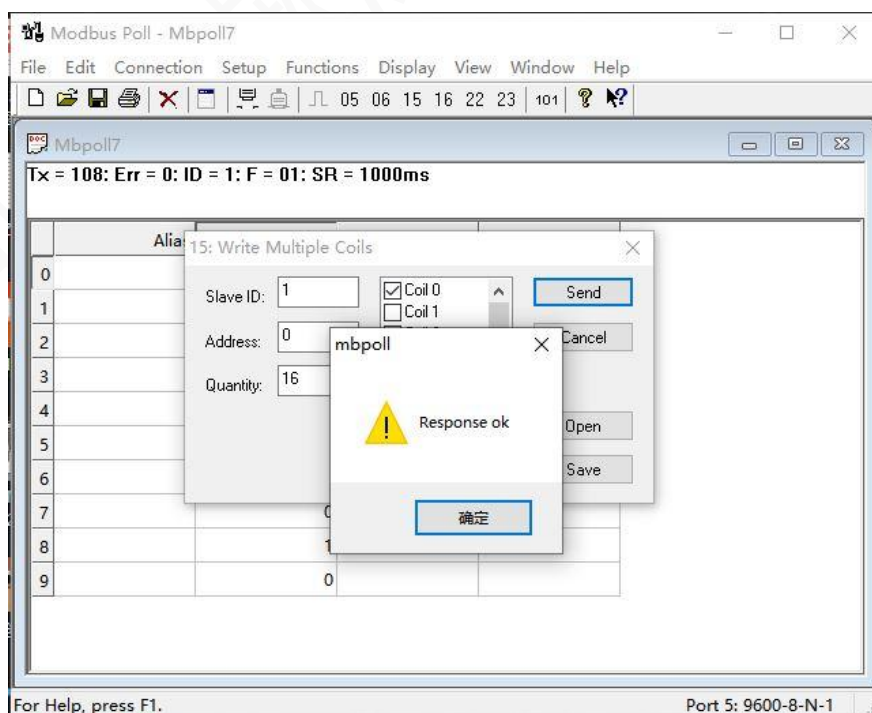 Modbus Poll - Mbpoll7
File Edit Connection Setup Functions Display View Window Help
05 06 15 16 22 23 101
Mbpoll7
Tx = 108: Err = 0: ID = 1: F = 01: SR = 1000ms
15: Write Multiple Coils
0
Slave ID: 1 Coil 0 Send
1
Coil 1
2
Address: 0 Cancel
mbpoll
3
Quantity: 16
4
Response ok Open
5
6
Save
7 0
确定
8 1
9 0
For Help, press F1. Port 5: 9600-8-N-1